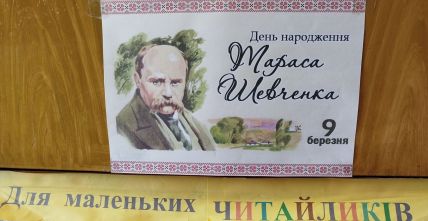 День народження
Тараса
Шевченка
9
березня
Для маленьких ЧИТАЙЛИКІВ